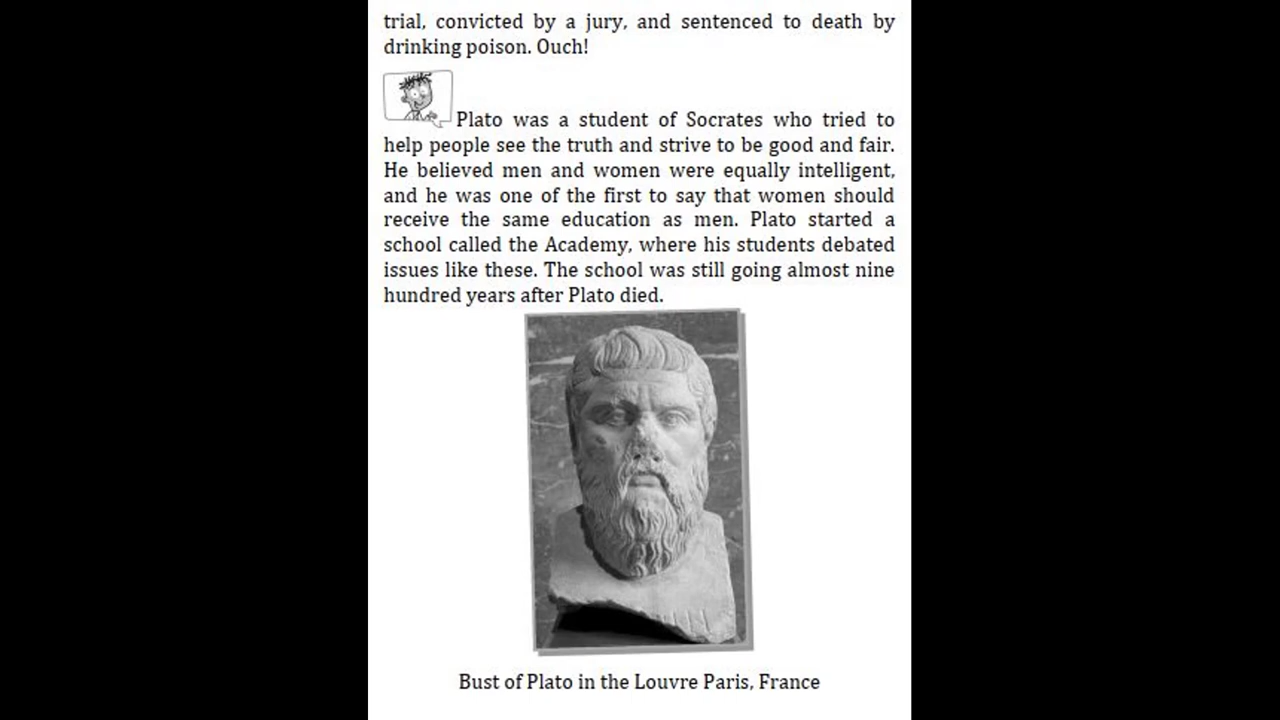 trial, convicted by a jury, and sentenced to death by
drinking poison. Ouch!
Plato was a student of Socrates who tried to
help people see the truth and strive to be good and fair.
He believed men and women were equally intelligent,
and he was one of the first to say that women should
receive the same education as men. Plato started a
school called the Academy, where his students debated
issues like these. The school was still going almost nine
hundred years after Plato died.
Bust of Plato in the Louvre Paris, France